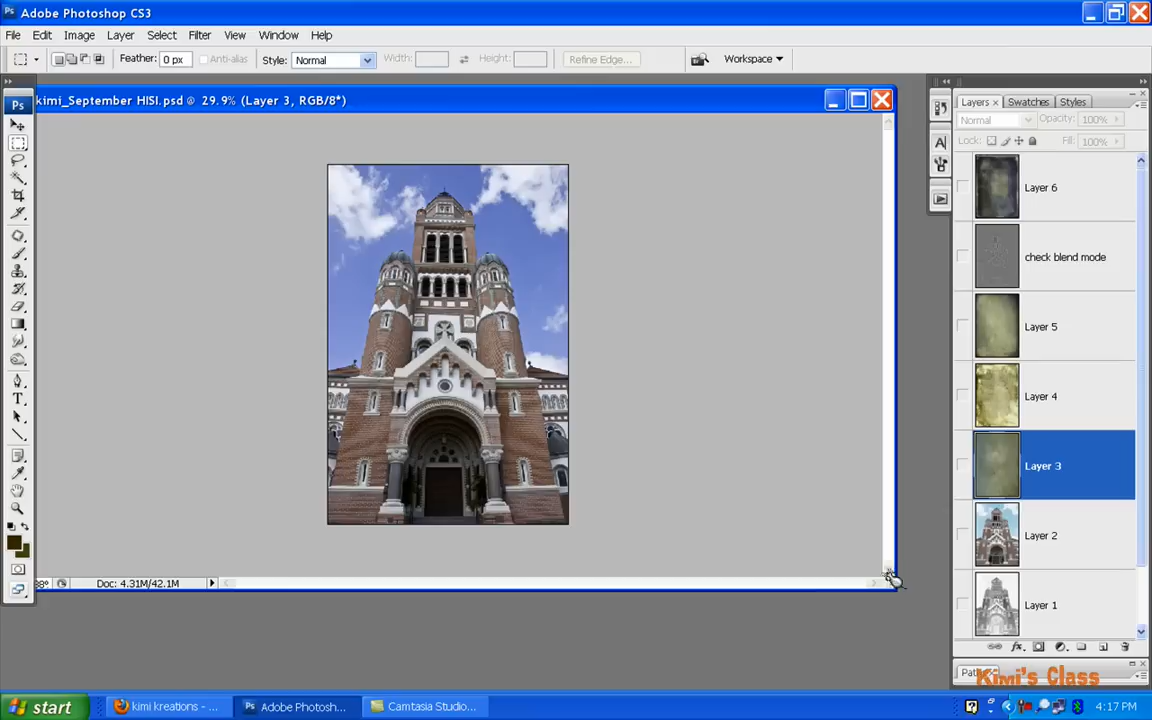 Adobe Photoshop CS3
File Edit Image Layer Select Filter View Window Help
Feather: 0 px Anti-alias Style: Normal Width: Height: Refine Edge... Workspace
kimi_September HISI.psd @ 29.9% (Layer 3, RGB/8*)
Layers × Swatches Styles
Normal Opacity: 100%
Lock: Fill: 100%
Layer 6
check blend mode
Layer 5
Layer 4
Layer 3
Layer 2
Layer 1
Doc: 4.31M/42.1M
Kimi's Class
start kimi kreations - ... Adobe Photosh... Camtasia Studio... 4:17 PM